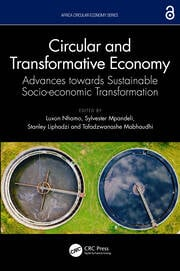 AFRICA CIRCULAR ECONOMY SERIES
Circular and
Transformative Economy
Advances towards Sustainable
Socio-economic Transformation
EDITED BY
Luxon Nhamo, Sylvester Mpandeli,
Stanley Liphadzi and Tafadzwanashe Mabhaudhi
CRC Press
Taylor & Francis Group